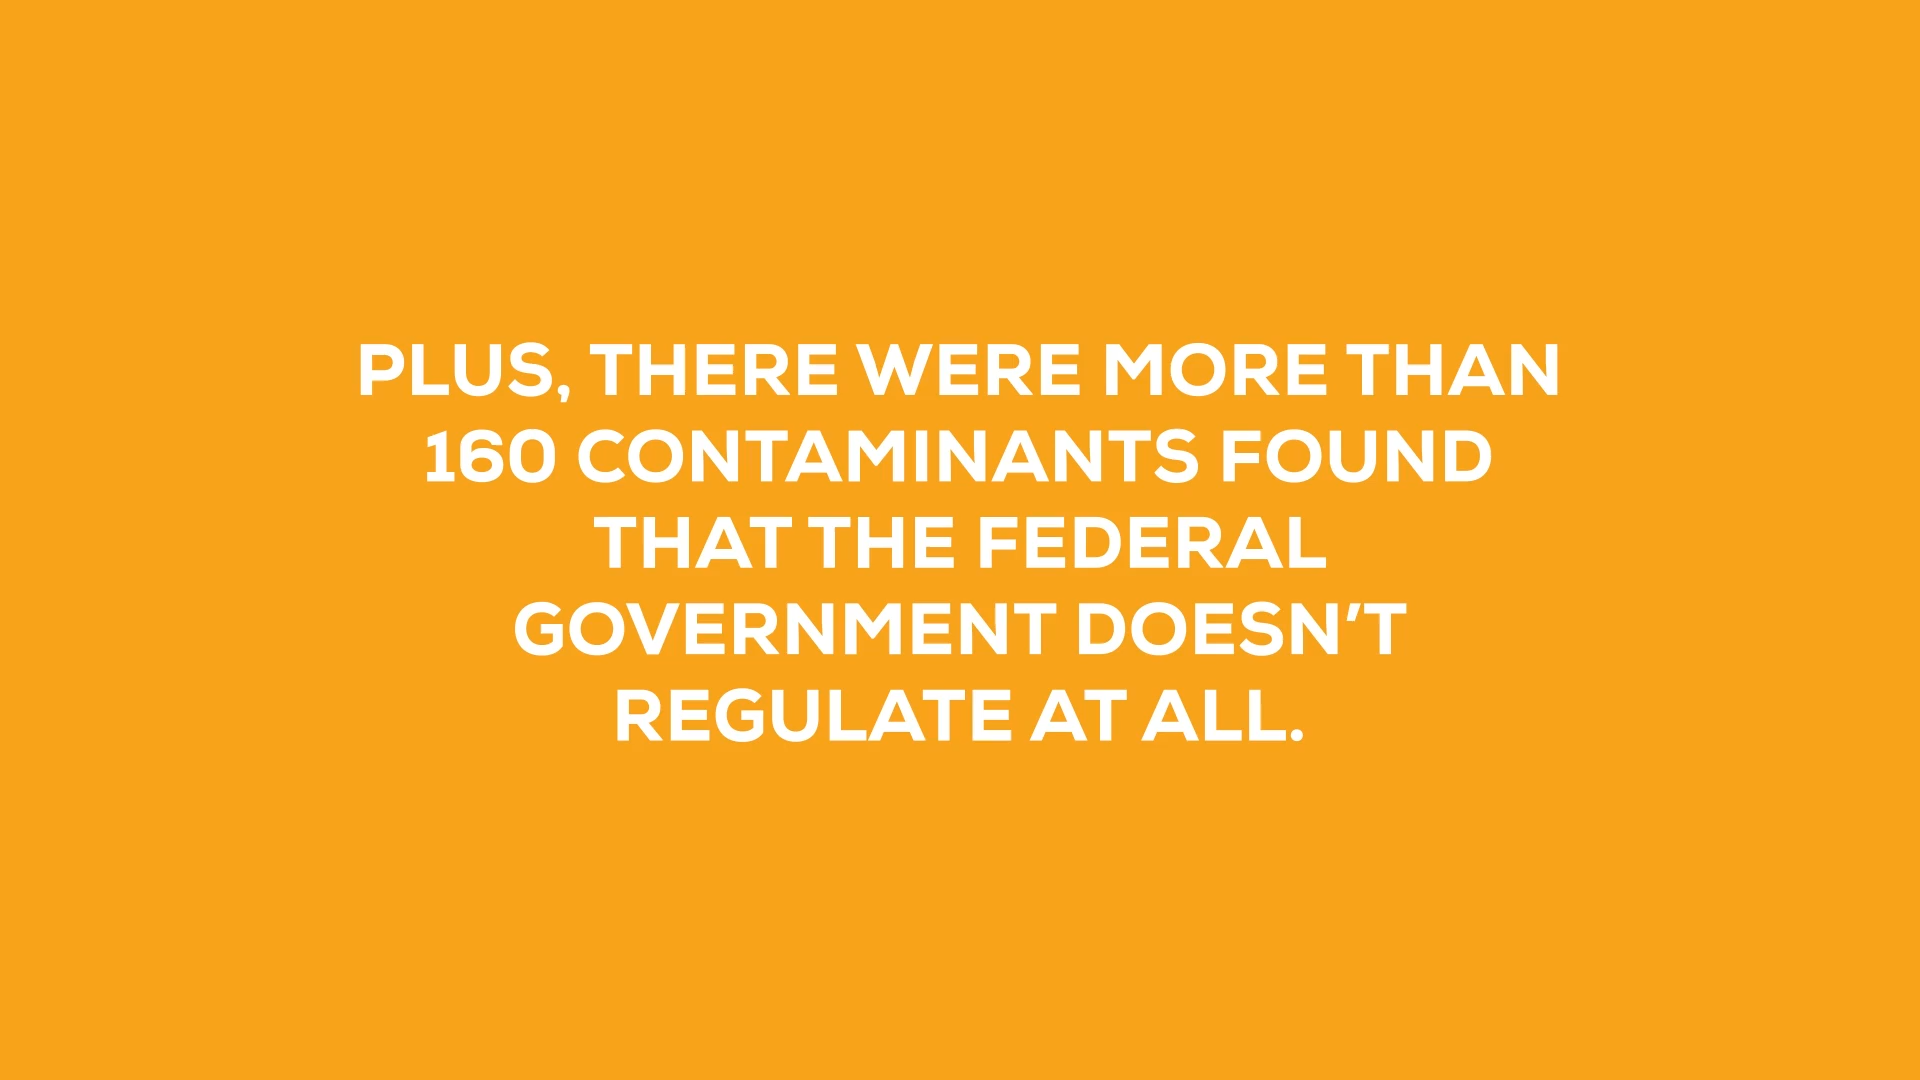 PLUS, THERE WERE MORE THAN
160 CONTAMINANTS FOUND
THAT THE FEDERAL
GOVERNMENT DOESN’T
REGULATE AT ALL.